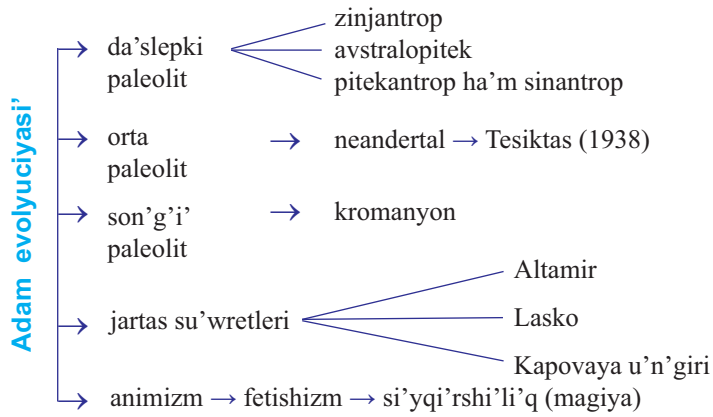 Adam evolyuciyasi'
da'slepki
paleolit
zinjantrop
avstralopitek
pitekantrop ha'm sinantrop
orta
paleolit
neandertal → Tesiktas (1938)
son'g'i'
paleolit
kromanyon
jartas su'wretleri
Altamir
Lasko
Kapovaya u'n'giri
animizm → fetishizm → si'yqi'rshi'li'q (magiya)